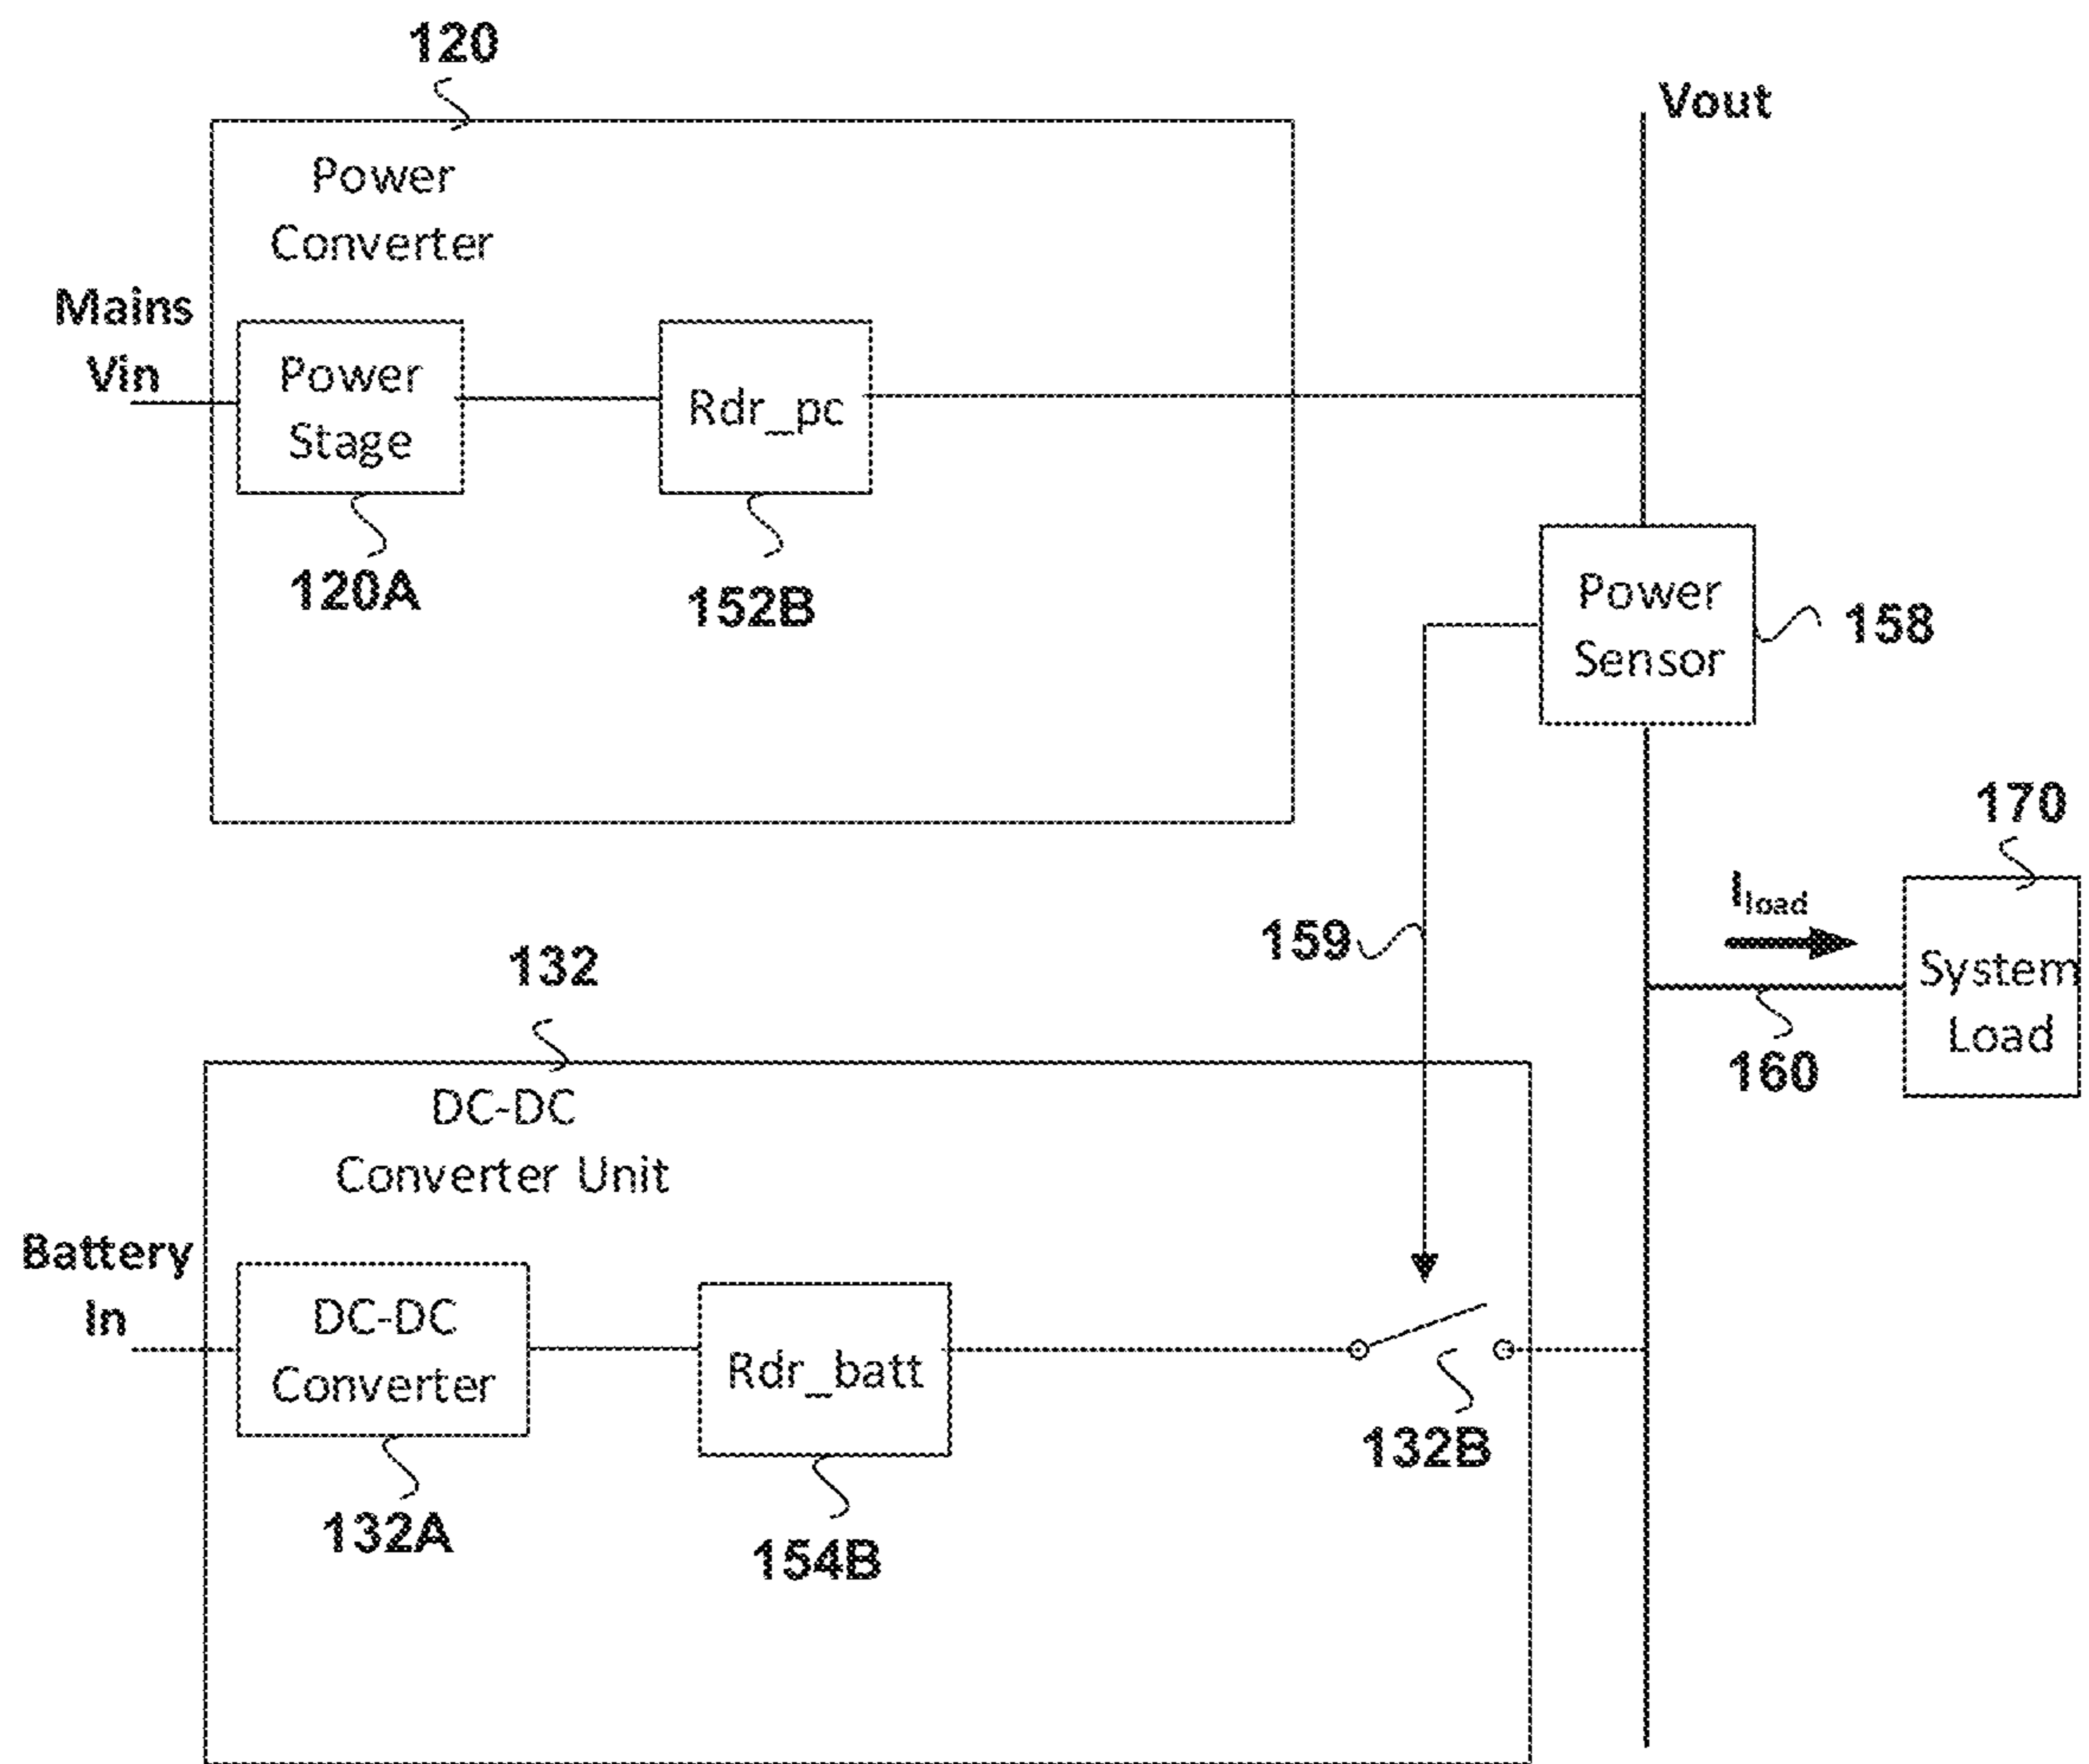 120
Vout
Power
Converter
Mains
Vin
Power
Stage
Rdr_pc
120A
152B
Power
Sensor
158
170
Iload
159
System
Load
160
132
DC-DC
Converter Unit
Battery
In
DC-DC
Converter
Rdr_batt
132B
132A
154B